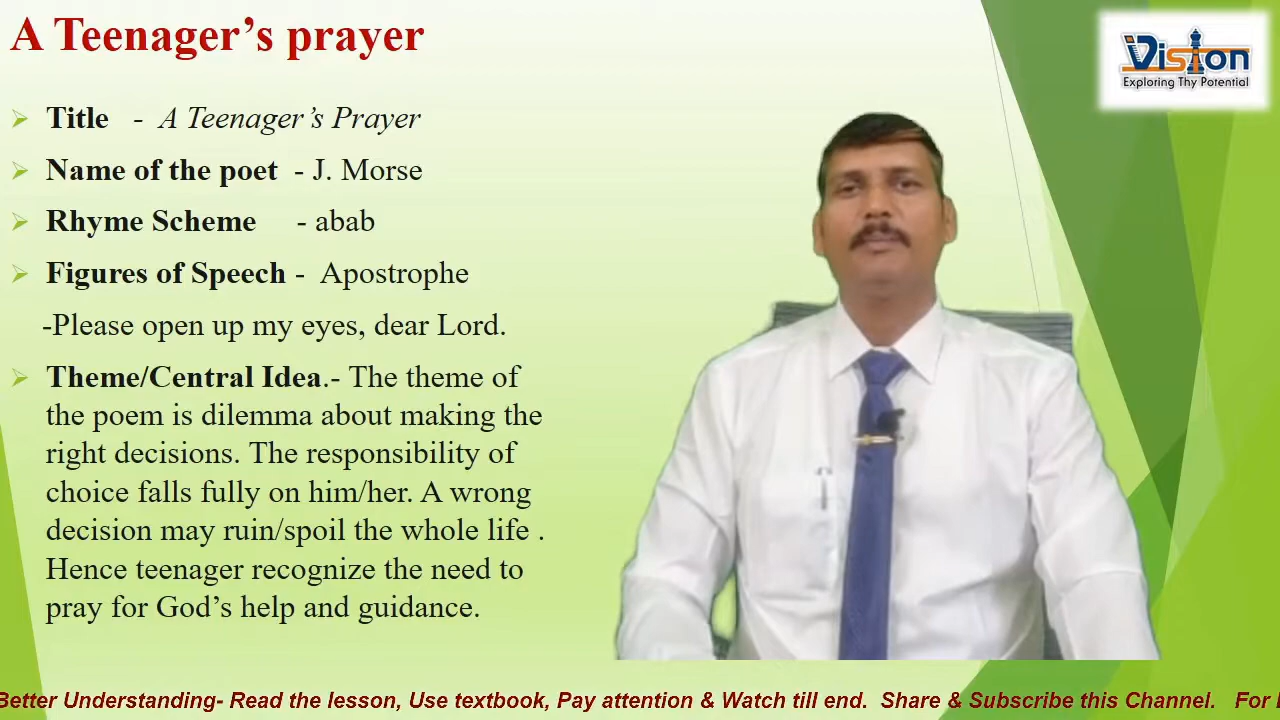 A Teenager’s prayer
Vision
Exploring Thy Potential
Title - A Teenager’s Prayer
Name of the poet - J. Morse
Rhyme Scheme - abab
Figures of Speech - Apostrophe
-Please open up my eyes, dear Lord.
Theme/Central Idea.- The theme of
the poem is dilemma about making the
right decisions. The responsibility of
choice falls fully on him/her. A wrong
decision may ruin/spoil the whole life .
Hence teenager recognize the need to
pray for God’s help and guidance.
Better Understanding- Read the lesson, Use textbook, Pay attention & Watch till end. Share & Subscribe this Channel. For